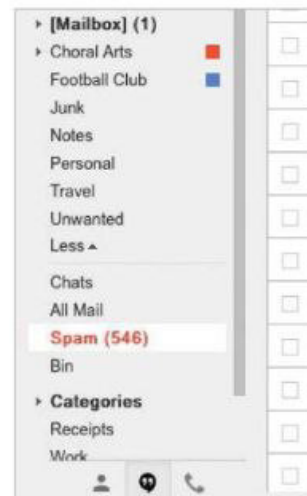 [Mailbox] (1)
Choral Arts
Football Club
Junk
Notes
Personal
Travel
Unwanted
Less
Chats
All Mail
Spam (546)
Bin
Categories
Receipts
Work